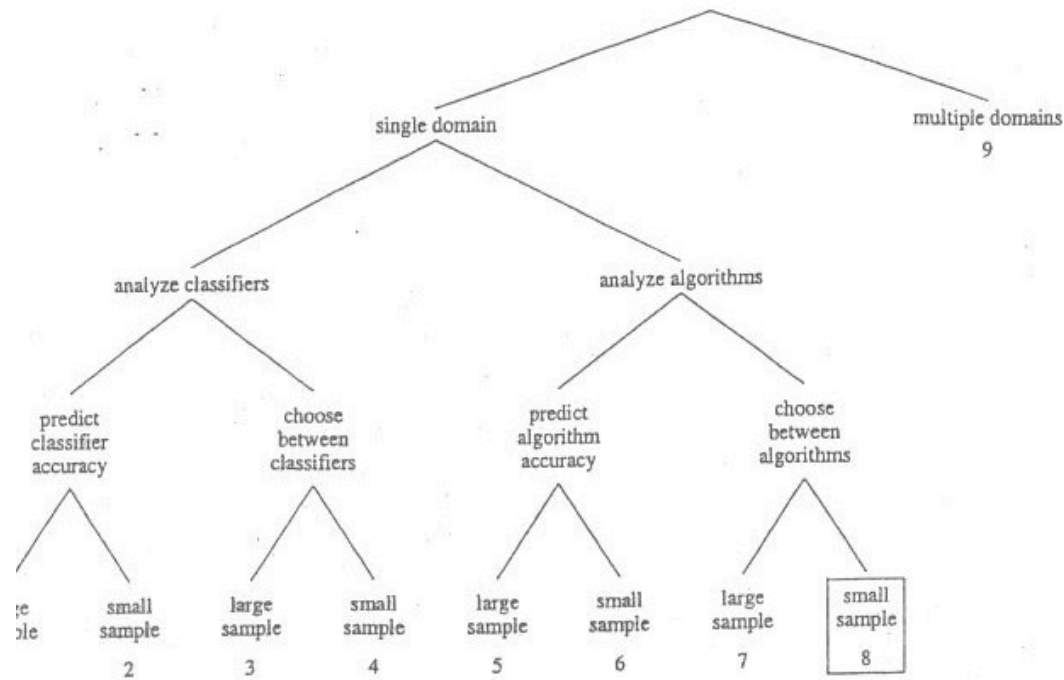 single domain
multiple domains
9
analyze classifiers
analyze algorithms
predict
classifier
accuracy
choose
between
classifiers
predict
algorithm
accuracy
choose
between
algorithms
small
sample
2
large
sample
3
small
sample
4
large
sample
5
small
sample
6
large
sample
7
small
sample
8